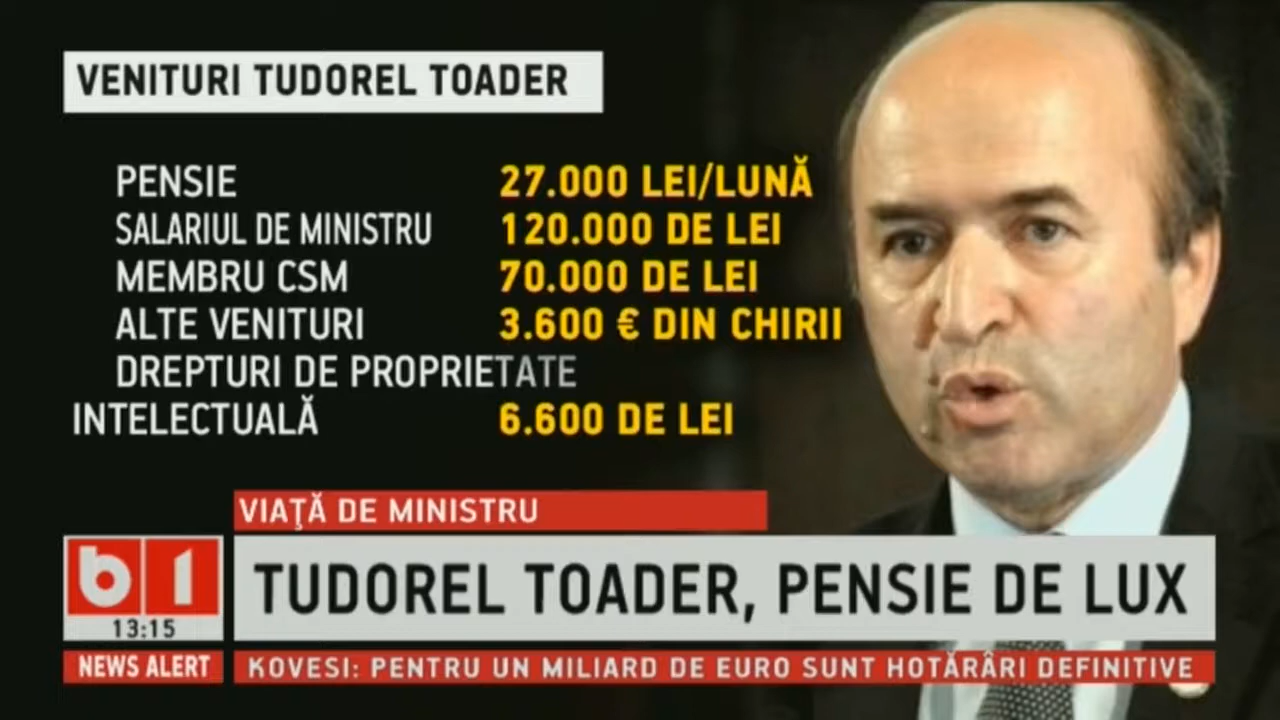 VENITURI TUDOREL TOADER
PENSIE 27.000 LEI/LUNĂ
SALARIUL DE MINISTRU 120.000 DE LEI
MEMBRU CSM 70.000 DE LEI
ALTE VENITURI 3.600 € DIN CHIRII
DREPTURI DE PROPRIETATE
INTELECTUALĂ 6.600 DE LEI
VIAŢĂ DE MINISTRU
b1
TUDOREL TOADER, PENSIE DE LUX
13:15
NEWS ALERT KOVESI: PENTRU UN MILIARD DE EURO SUNT HOTĂRÂRI DEFINITIVE